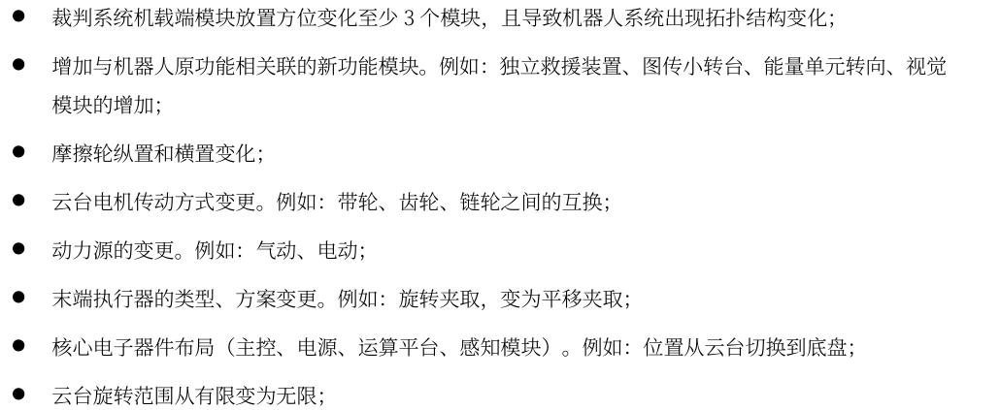 ● 裁判系统机载端模块放置方位变化至少 3 个模块，且导致机器人系统出现拓扑结构变化；
● 增加与机器人原功能相关联的新功能模块。例如：独立救援装置、图传小转台、能量单元转向、视觉
模块的增加；
● 摩擦轮纵置和横置变化；
● 云台电机传动方式变更。例如：带轮、齿轮、链轮之间的互换；
● 动力源的变更。例如：气动、电动；
● 末端执行器的类型、方案变更。例如：旋转夹取，变为平移夹取；
● 核心电子器件布局（主控、电源、运算平台、感知模块）。例如：位置从云台切换到底盘；
● 云台旋转范围从有限变为无限；